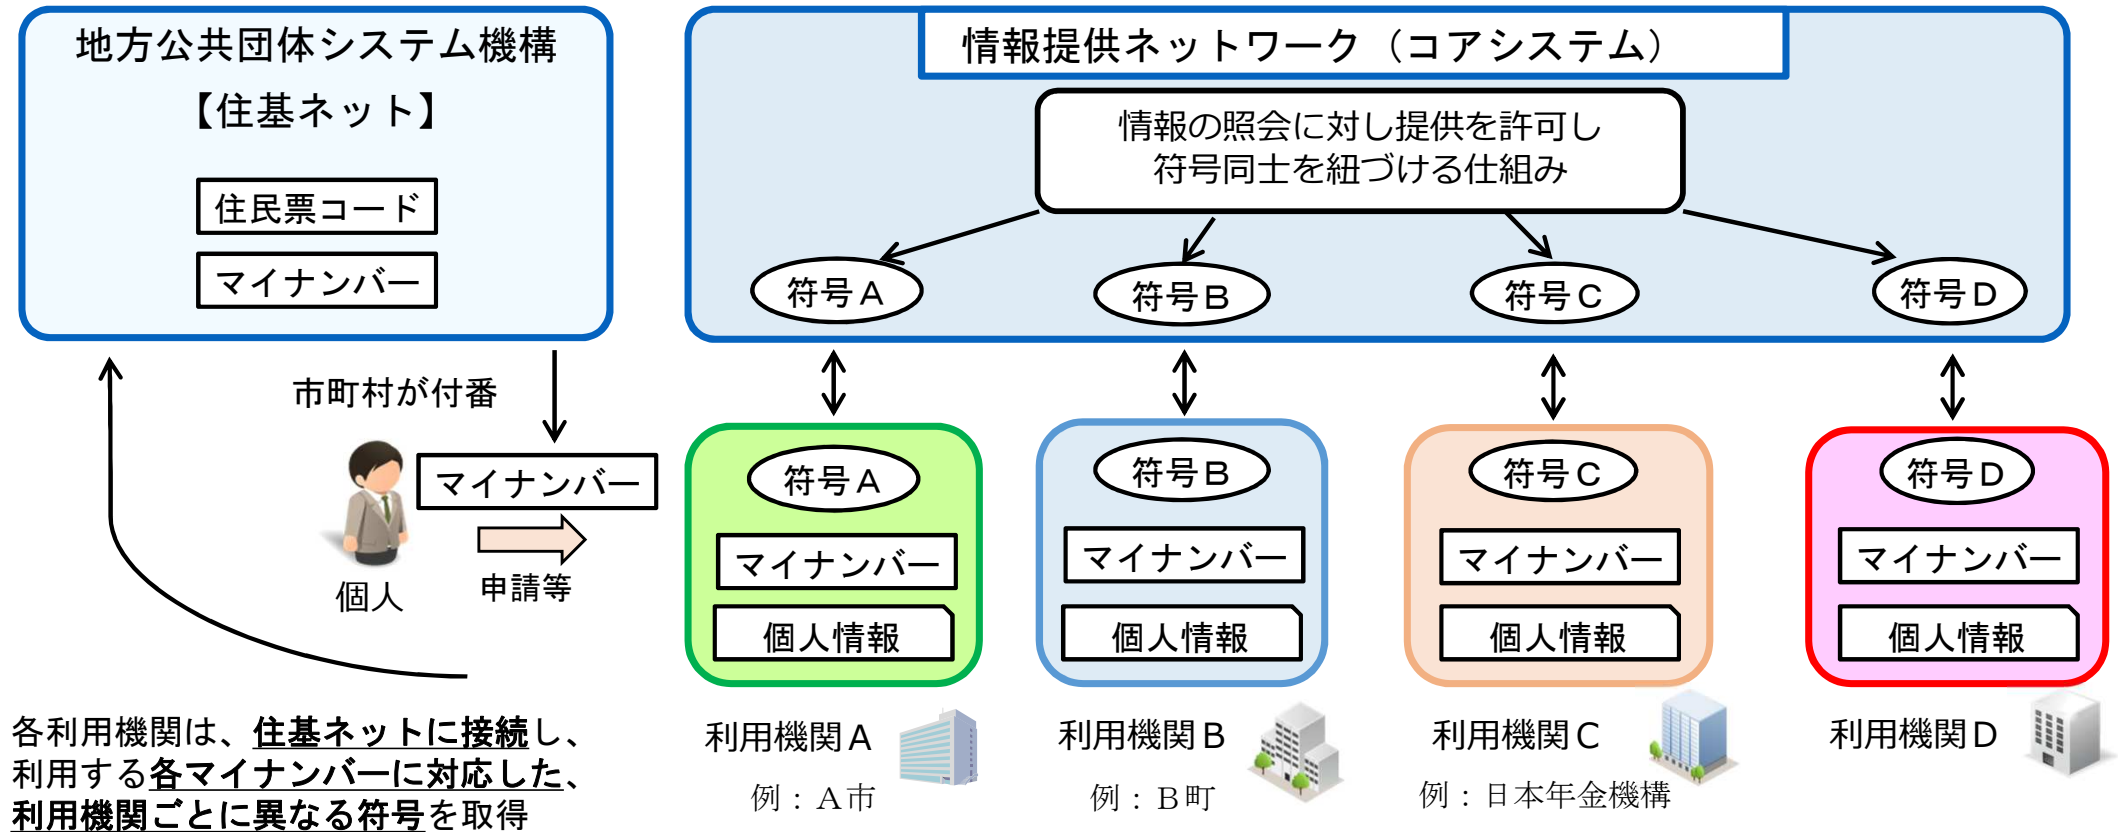 地方公共団体システム機構
【住基ネット】
住民票コード
マイナンバー
市町村が付番
マイナンバー
個人
申請等
各利用機関は、住基ネットに接続し、
利用する各マイナンバーに対応した、
利用機関ごとに異なる符号を取得
情報提供ネットワーク（コアシステム）
情報の照会に対し提供を許可し
符号同士を紐づける仕組み
符号Ａ
符号Ｂ
符号Ｃ
符号Ｄ
符号Ａ
マイナンバー
個人情報
利用機関Ａ
例：Ａ市
符号Ｂ
マイナンバー
個人情報
利用機関Ｂ
例：Ｂ町
符号Ｃ
マイナンバー
個人情報
利用機関Ｃ
例：日本年金機構
符号Ｄ
マイナンバー
個人情報
利用機関Ｄ